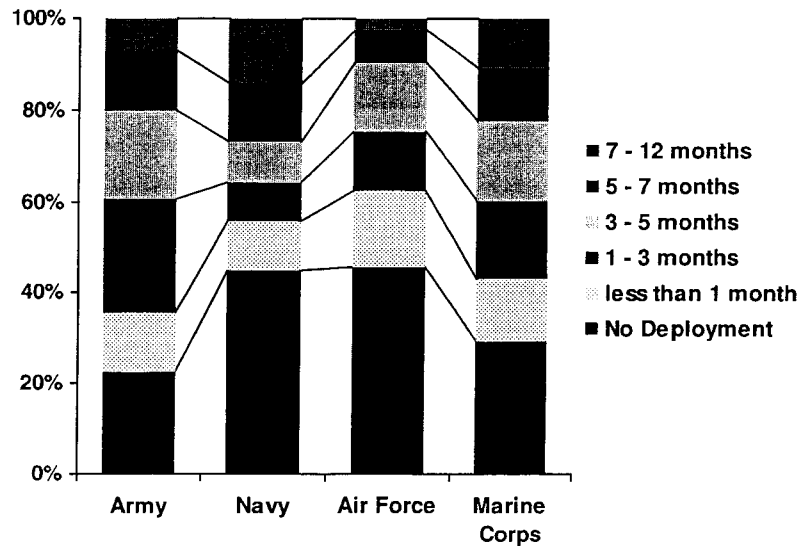 100%
80%
60%
40%
20%
0%
Army
Navy
Air Force
Marine
Corps
7 - 12 months
5 - 7 months
3 - 5 months
1 - 3 months
less than 1 month
No Deployment